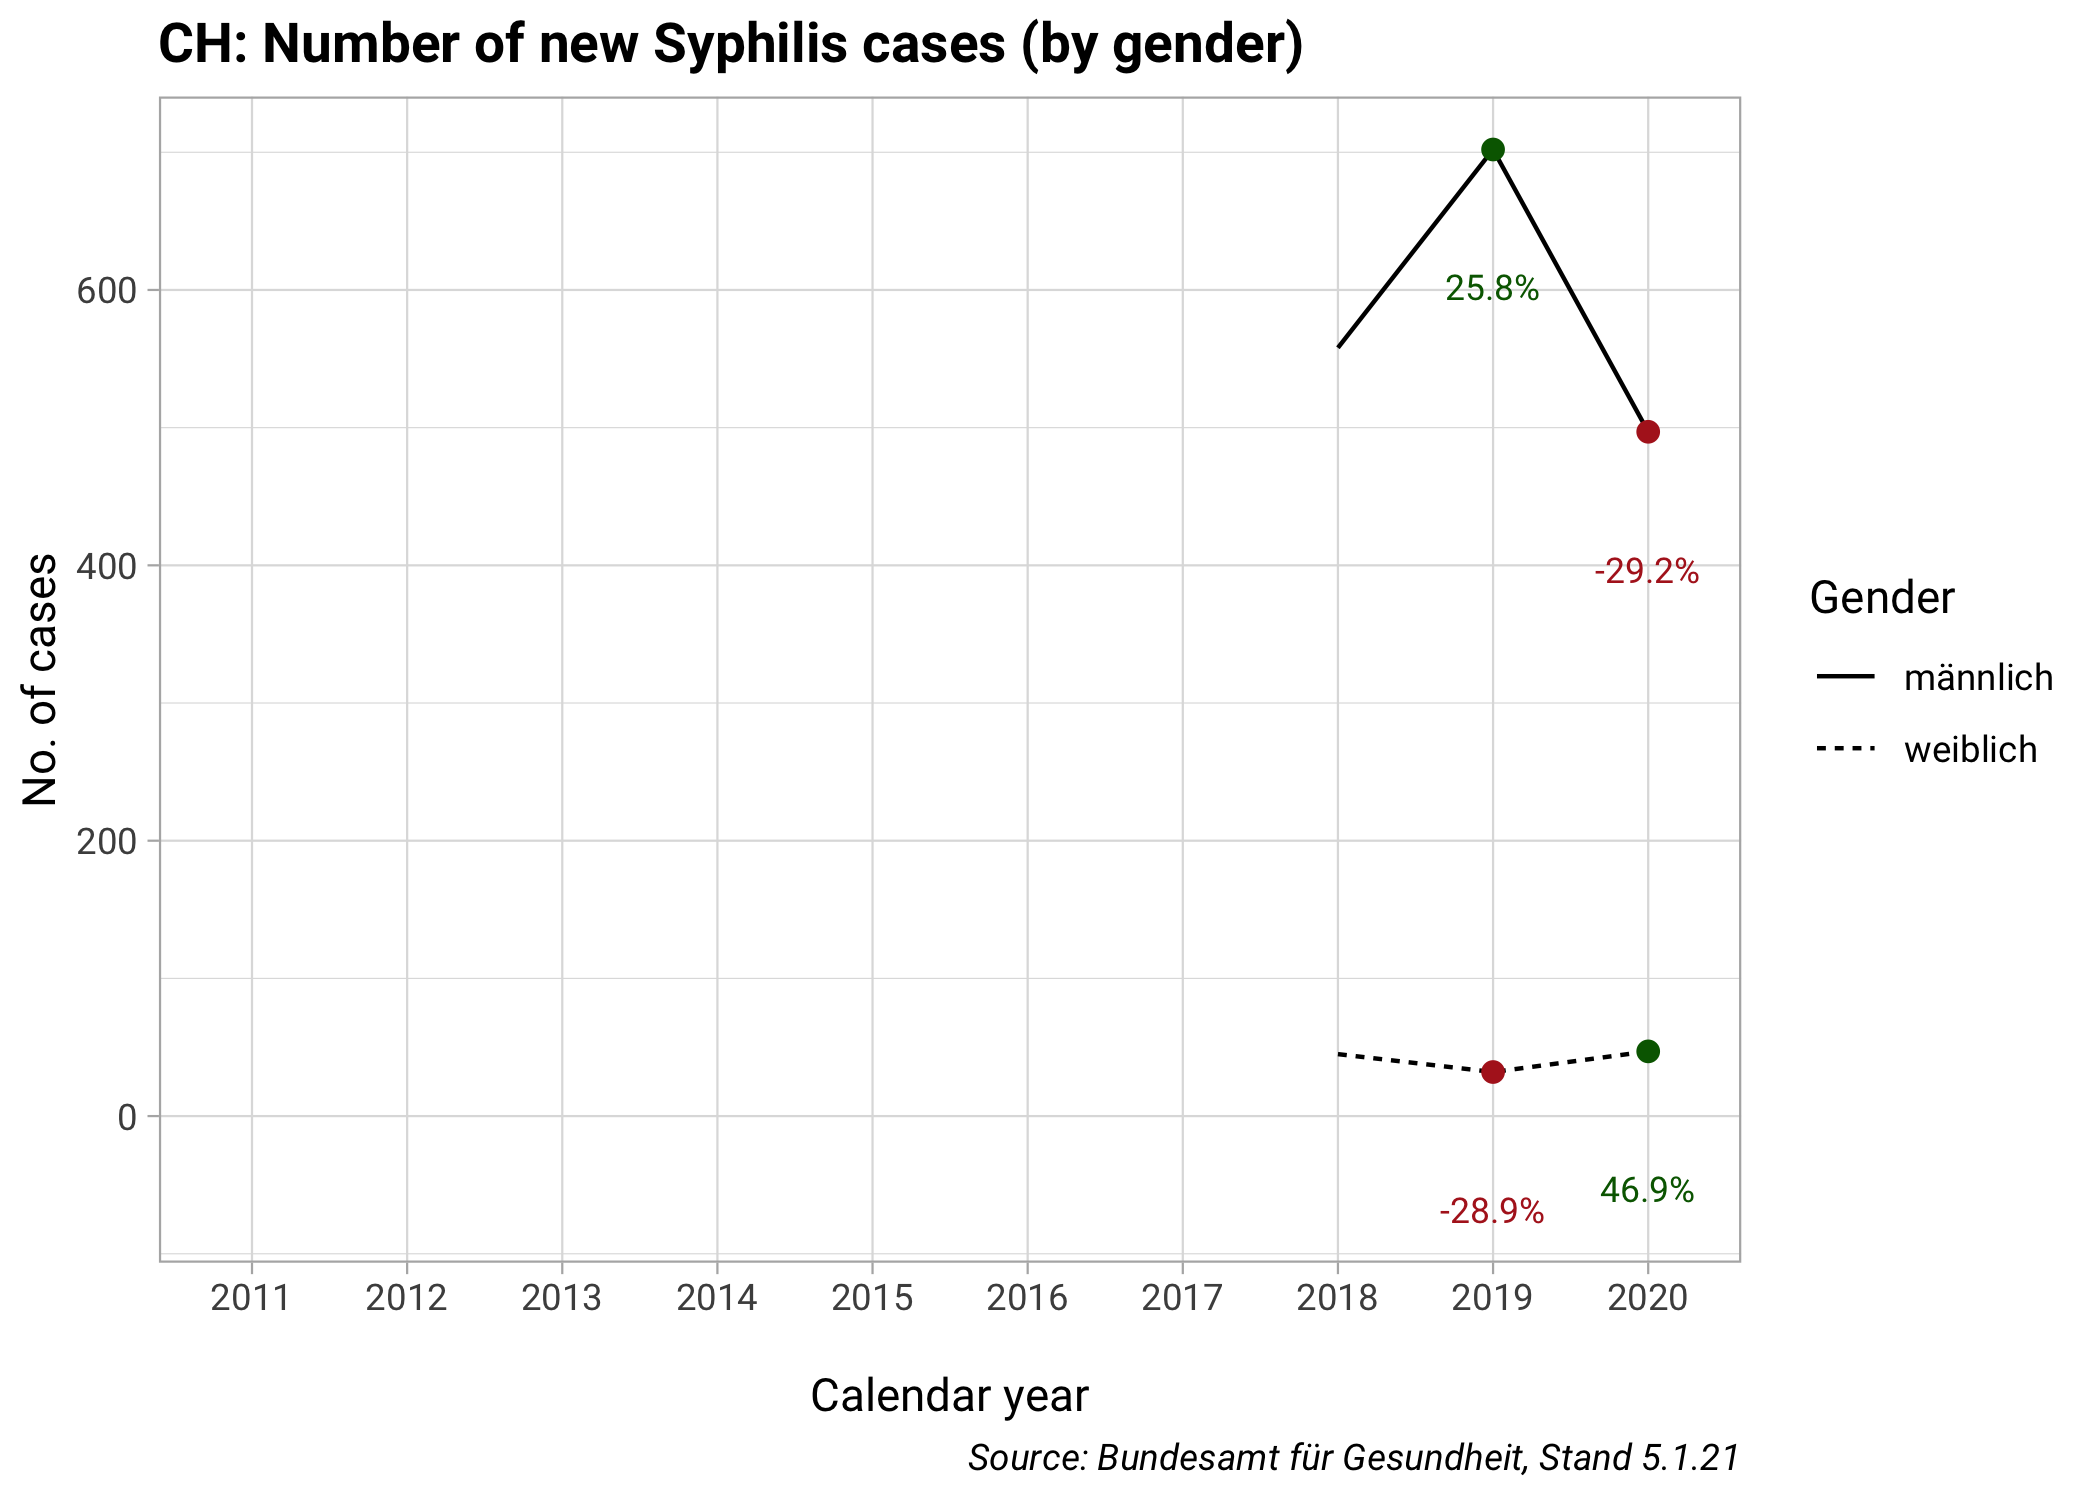 CH: Number of new Syphilis cases (by gender)
No. of cases
600
400
200
0
25.8%
-29.2%
-28.9%
46.9%
2011 2012 2013 2014 2015 2016 2017 2018 2019 2020
Calendar year
Gender
männlich
weiblich
Source: Bundesamt für Gesundheit, Stand 5.1.21